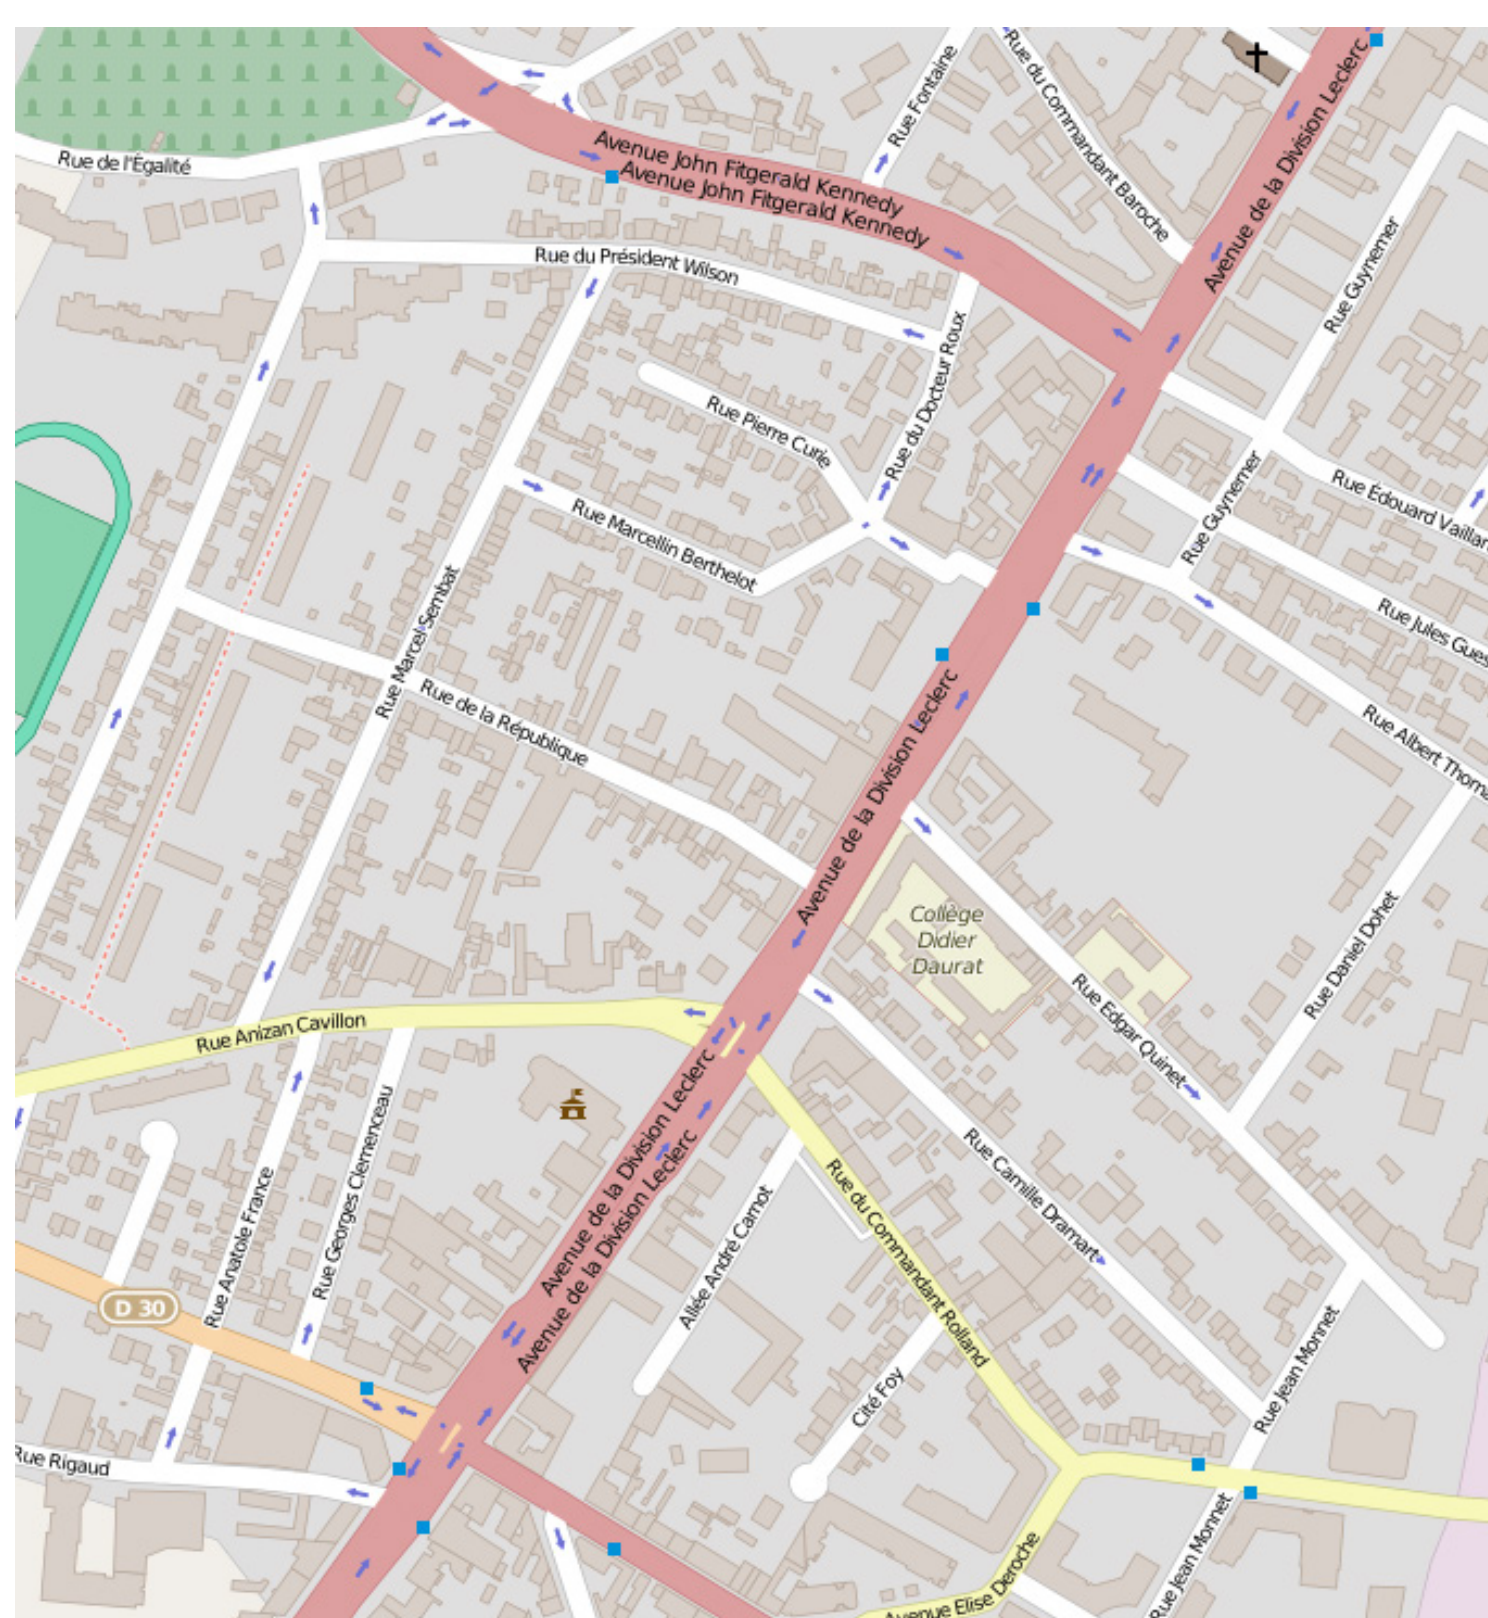 Rue de l'Égalité
Avenue John Fitgerald Kennedy
Avenue John Fitgerald Kennedy
Rue Fontaine
Rue du Commandant Baroche
Avenue de la Division Leclerc
Rue Guynemer
Rue du Président Wilson
Rue du Docteur Roux
Rue Pierre Curie
Rue Guynemer
Rue Édouard Vaillan
Rue Marcellin Berthelot
Rue Marcel Sembat
Rue Jules Gues
Rue de la République
Avenue de la Division Leclerc
Rue Albert Thoma
Collège
Didier
Daurat
Rue Daniel Dohet
Rue Edgar Quinet
Rue Anizan Cavillon
Avenue de la Division Leclerc
Avenue de la Division Leclerc
Rue Georges Clemenceau
Rue Anatole France
Rue Camille Dramart
Rue du Commandant Rolland
Allée André Carnot
D 30
Cité Foy
Rue Jean Monnet
Rue Rigaud
Rue Jean Monnet
Avenue Elise Deroche